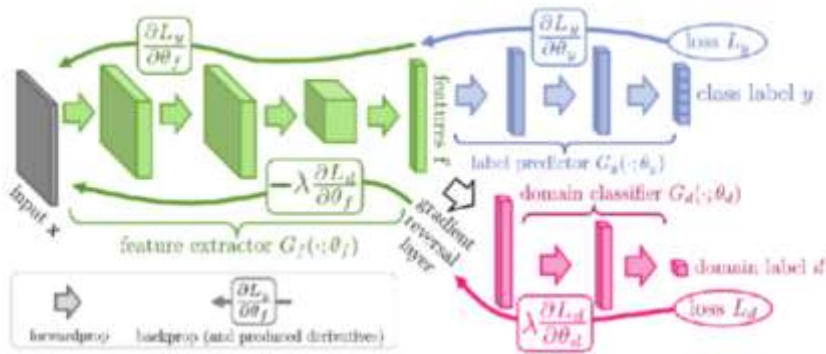 ∂L_y/∂θ_f
∂L_y/∂θ_y
loss L_y
features f
class label y
label predictor G_y(·;θ_y)
−λ ∂L_d/∂θ_f
input x
feature extractor G_f(·;θ_f)
gradient
reversal
layer
domain classifier G_d(·;θ_d)
domain label d
loss L_d
λ ∂L_d/∂θ_d
forwardprop
∂L_y/∂θ_f
backprop (and produced derivatives)